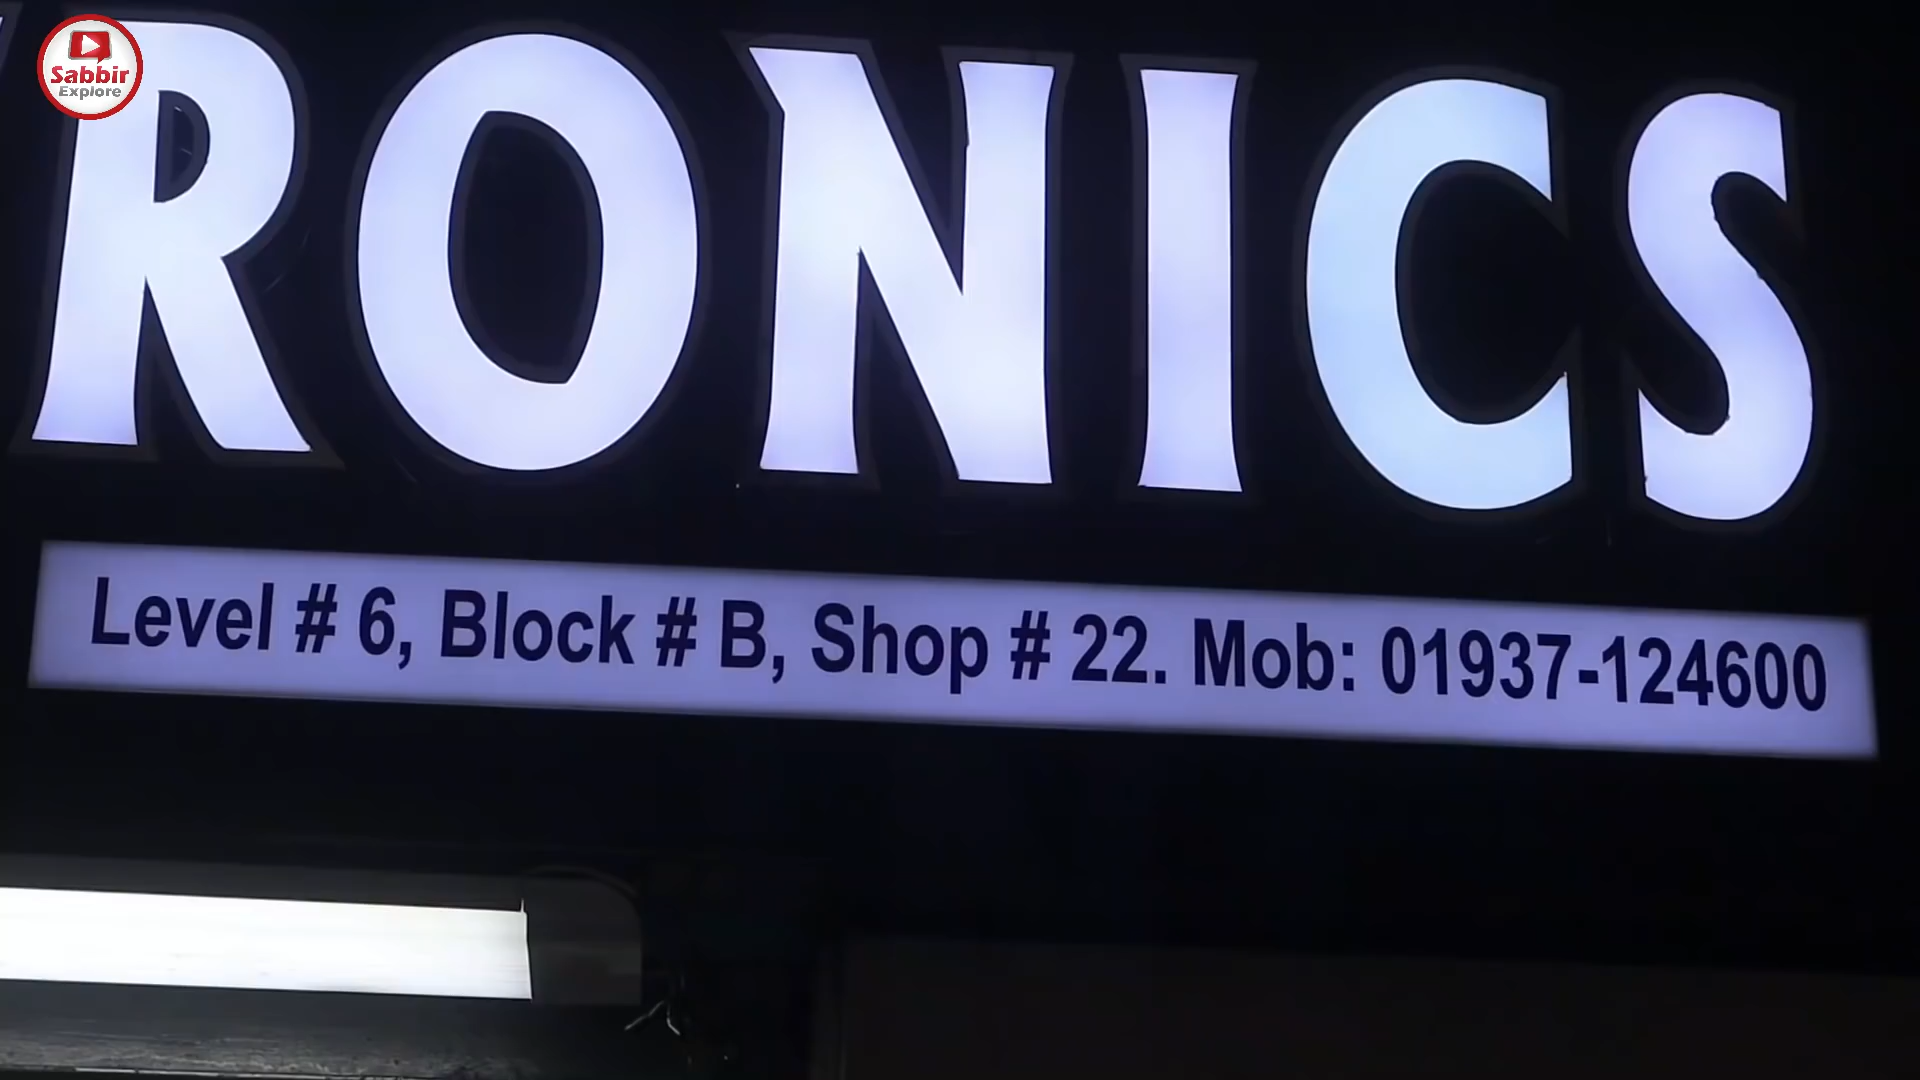 Sabbir
Explore
RONICS
Level # 6, Block # B, Shop # 22. Mob: 01937-124600